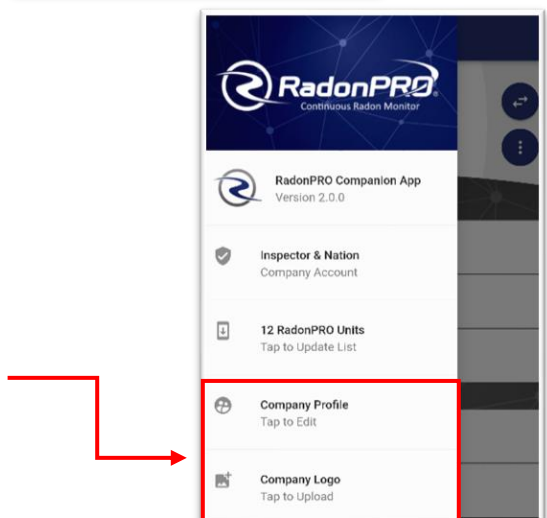 RadonPRO
Continuous Radon Monitor
RadonPRO Companion App
Version 2.0.0
Inspector & Nation
Company Account
12 RadonPRO Units
Tap to Update List
Company Profile
Tap to Edit
Company Logo
Tap to Upload